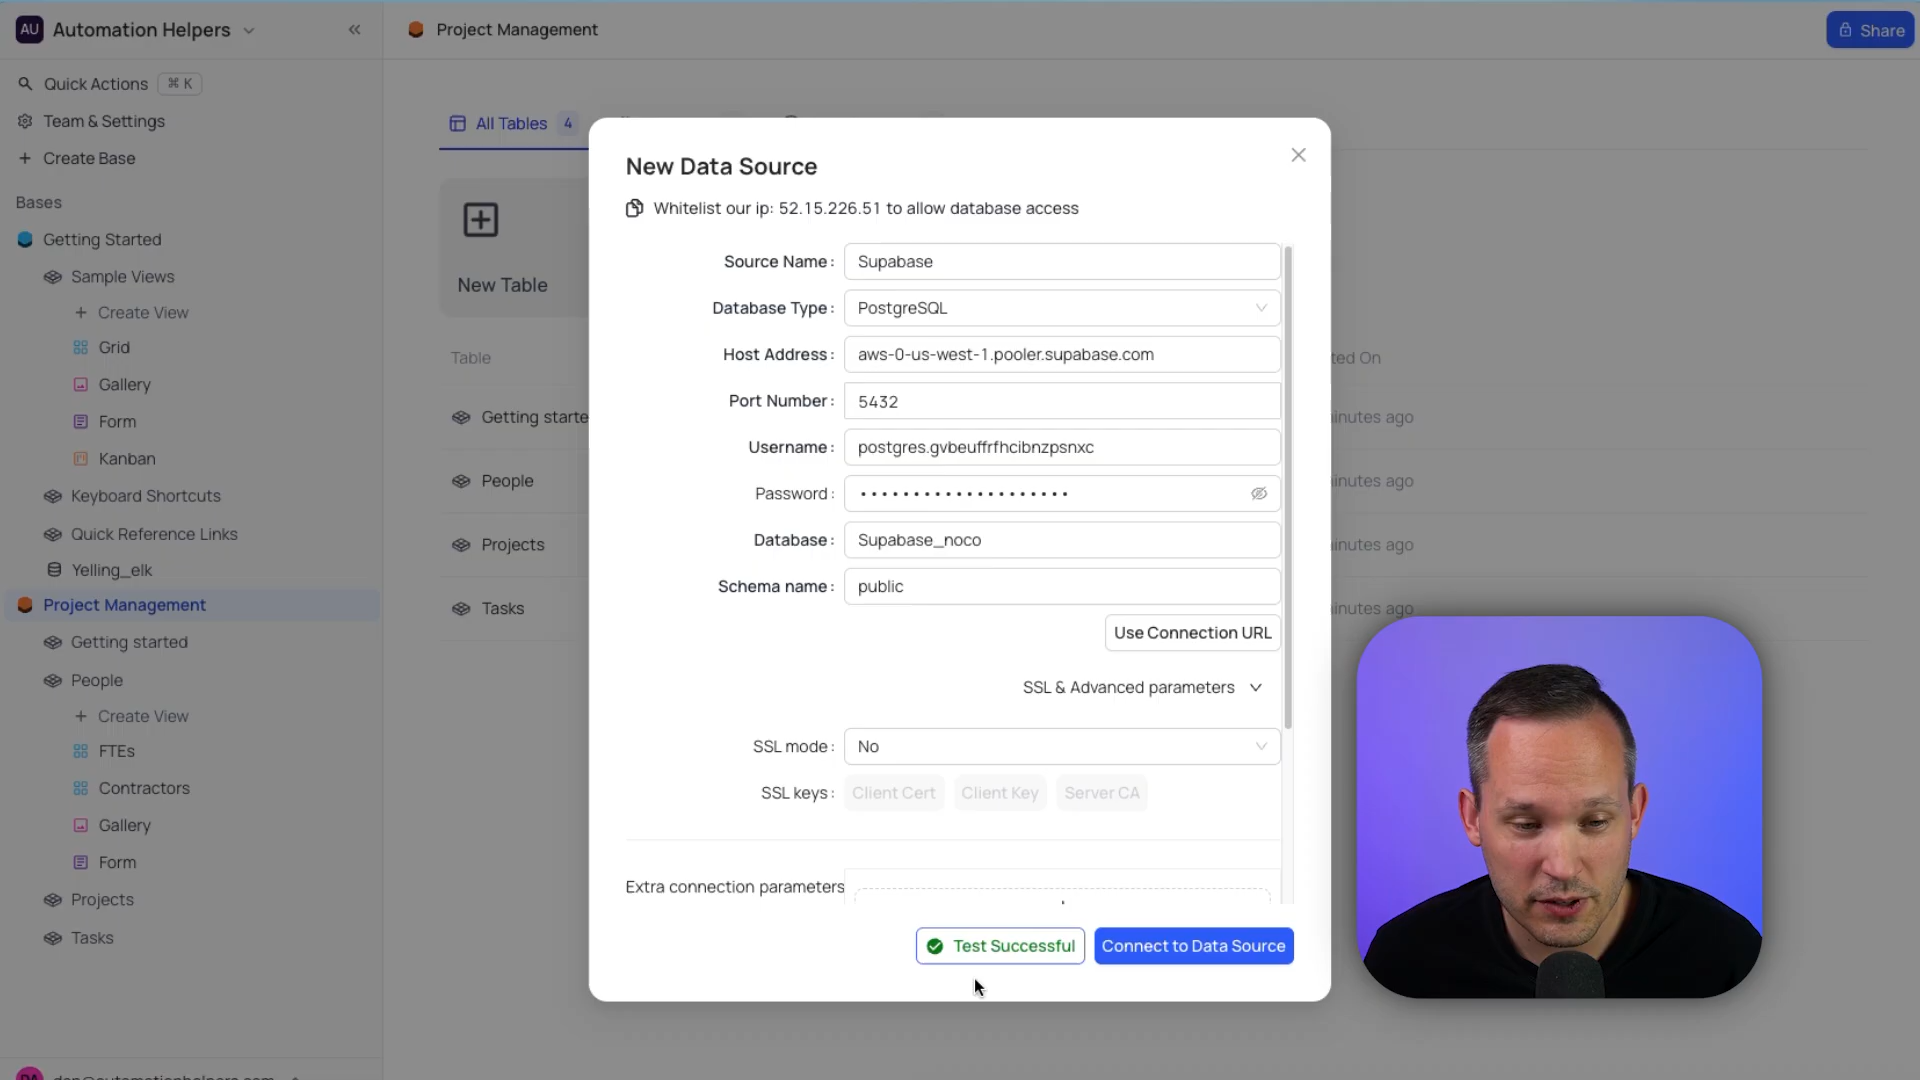 AU Automation Helpers
Project Management
Share
Quick Actions ⌘ K
Team & Settings
Create Base
Bases
Getting Started
Sample Views
Create View
Grid
Gallery
Form
Kanban
Keyboard Shortcuts
Quick Reference Links
Yelling_elk
Project Management
Getting started
People
Create View
FTEs
Contractors
Gallery
Form
Projects
Tasks
All Tables 4
New Table
Table
Getting starte
People
Projects
Tasks
ted On
inutes ago
inutes ago
inutes ago
inutes ago
New Data Source
Whitelist our ip: 52.15.226.51 to allow database access
Source Name : Supabase
Database Type : PostgreSQL
Host Address : aws-0-us-west-1.pooler.supabase.com
Port Number : 5432
Username : postgres.gvbeuffrfhcibnzpsnxc
Password : ••••••••••••••••••••
Database : Supabase_noco
Schema name : public
Use Connection URL
SSL & Advanced parameters
SSL mode : No
SSL keys : Client Cert Client Key Server CA
Extra connection parameters
Test Successful
Connect to Data Source